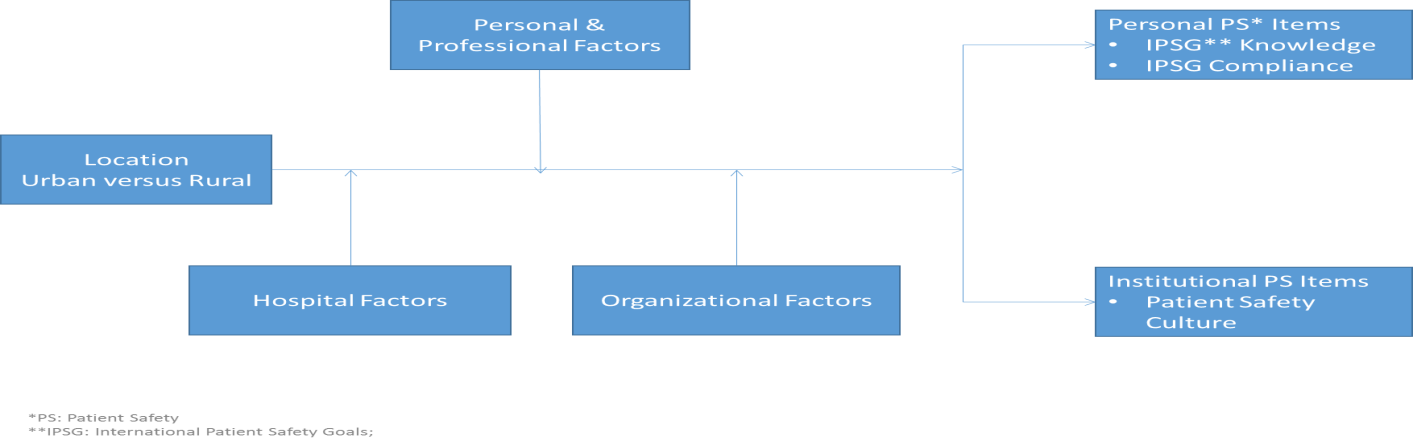 Personal &
Professional Factors
Personal PS* Items
• IPSG** Knowledge
• IPSG Compliance
Location
Urban versus Rural
Hospital Factors
Organizational Factors
Institutional PS Items
• Patient Safety
Culture
*PS: Patient Safety
**IPSG: International Patient Safety Goals;